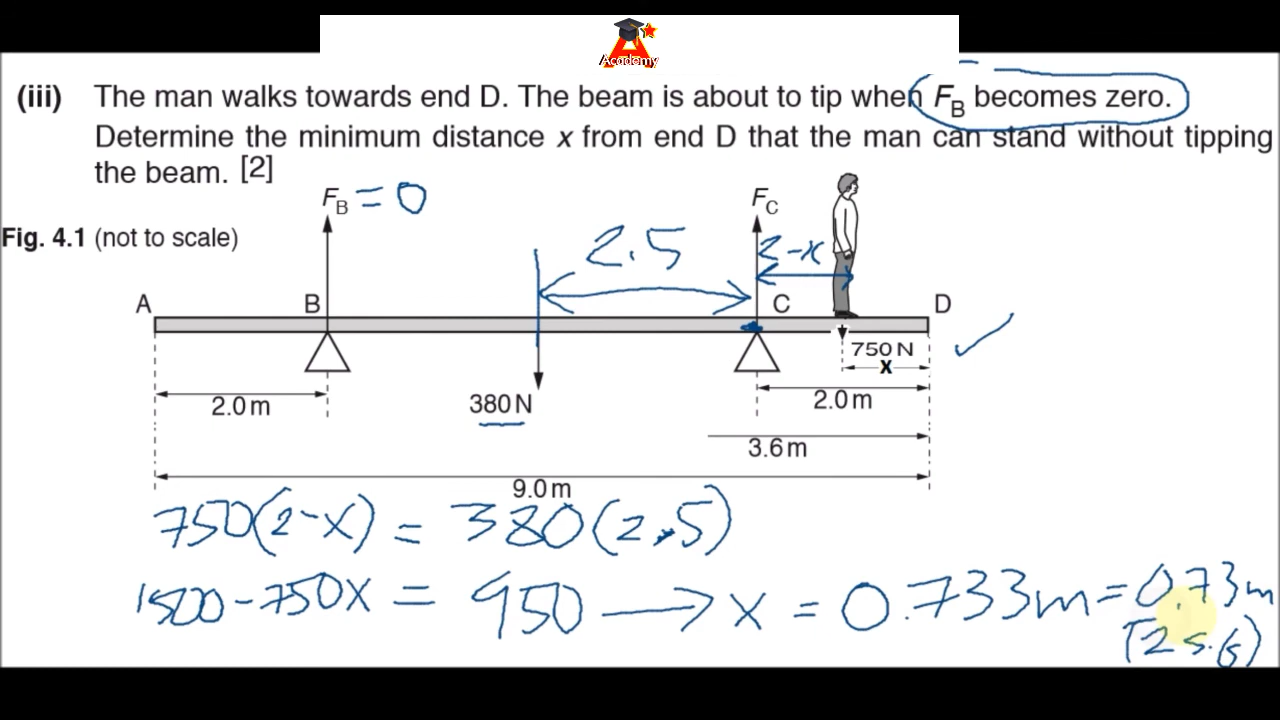 Academy
(iii) The man walks towards end D. The beam is about to tip when F_B becomes zero.
Determine the minimum distance x from end D that the man can stand without tipping
the beam. [2]
F_B = 0
F_C
Fig. 4.1 (not to scale)
2.5
2-x
A
B
C
D
750 N
x
2.0 m
380 N
2.0 m
3.6 m
9.0 m
750(2-x) = 380(2.5)
1500-750x = 950 → x = 0.733m = 0.73m
(2 s.f)